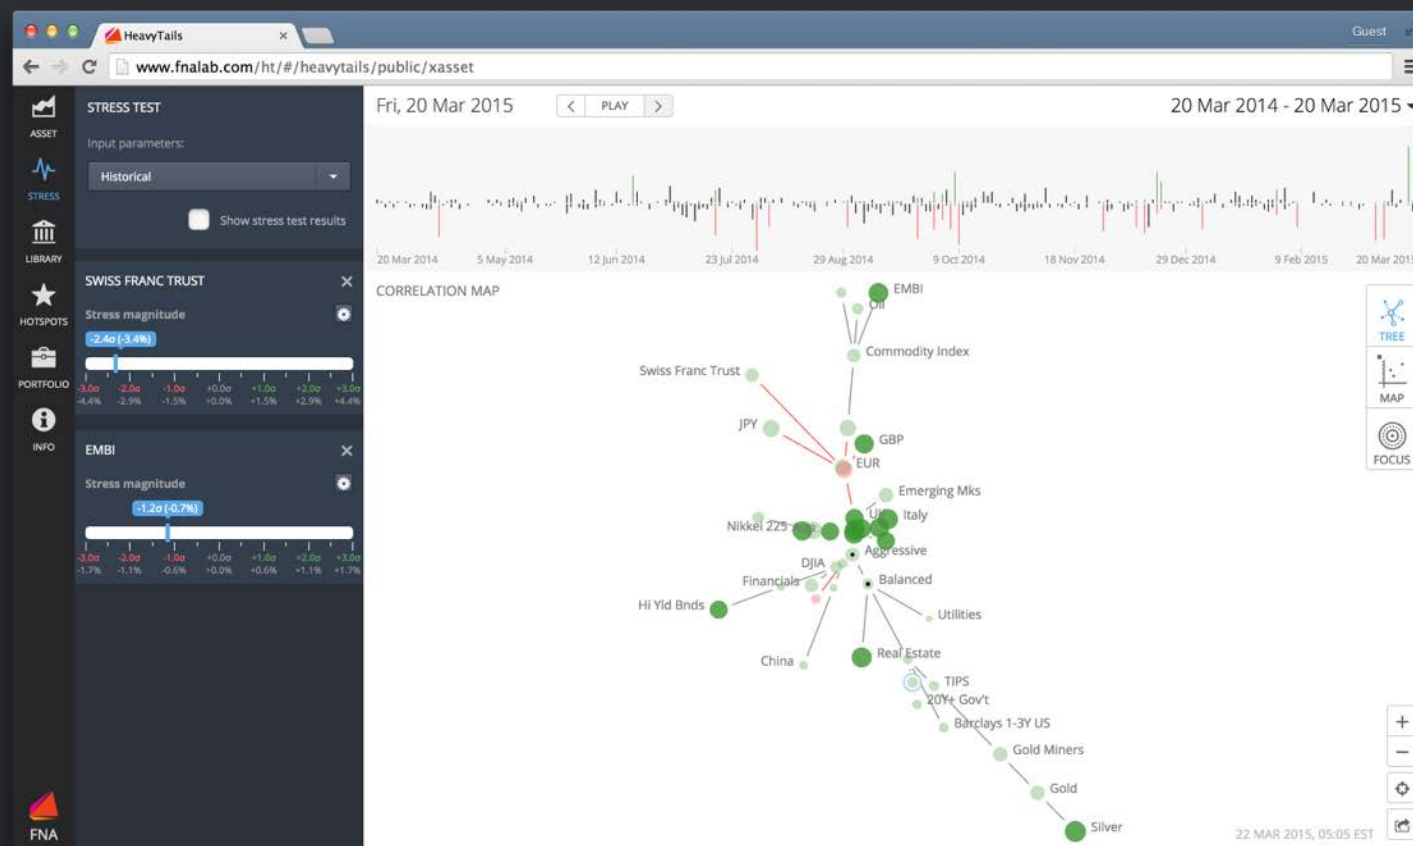 HeavyTails
Guest
www.fnalab.com/ht/#/heavytails/public/xasset
ASSET
STRESS
LIBRARY
HOTSPOTS
PORTFOLIO
INFO
FNA
STRESS TEST
Input parameters:
Historical
Show stress test results
SWISS FRANC TRUST
Stress magnitude
-2.4σ (-3.4%)
-3.0σ -2.0σ -1.0σ +0.0σ +1.0σ +2.0σ +3.0σ
-4.4% -2.9% -1.5% +0.0% +1.5% +2.9% +4.4%
EMBI
Stress magnitude
-1.2σ (-0.7%)
-3.0σ -2.0σ -1.0σ +0.0σ +1.0σ +2.0σ +3.0σ
-1.7% -1.1% -0.6% +0.0% +0.6% +1.1% +1.7%
Fri, 20 Mar 2015
PLAY
20 Mar 2014 - 20 Mar 2015
20 Mar 2014 5 May 2014 12 Jun 2014 23 Jul 2014 29 Aug 2014 9 Oct 2014 18 Nov 2014 29 Dec 2014 9 Feb 2015 20 Mar 2015
CORRELATION MAP
EMBI
Oil
Commodity Index
Swiss Franc Trust
JPY
GBP
EUR
Emerging Mks
Italy
Nikkei 225
Aggressive
DJIA
Financials
Balanced
Hi Yld Bnds
Utilities
China
Real Estate
TIPS
20Y+ Gov't
Barclays 1-3Y US
Gold Miners
Gold
Silver
TREE
MAP
FOCUS
22 MAR 2015, 05:05 EST